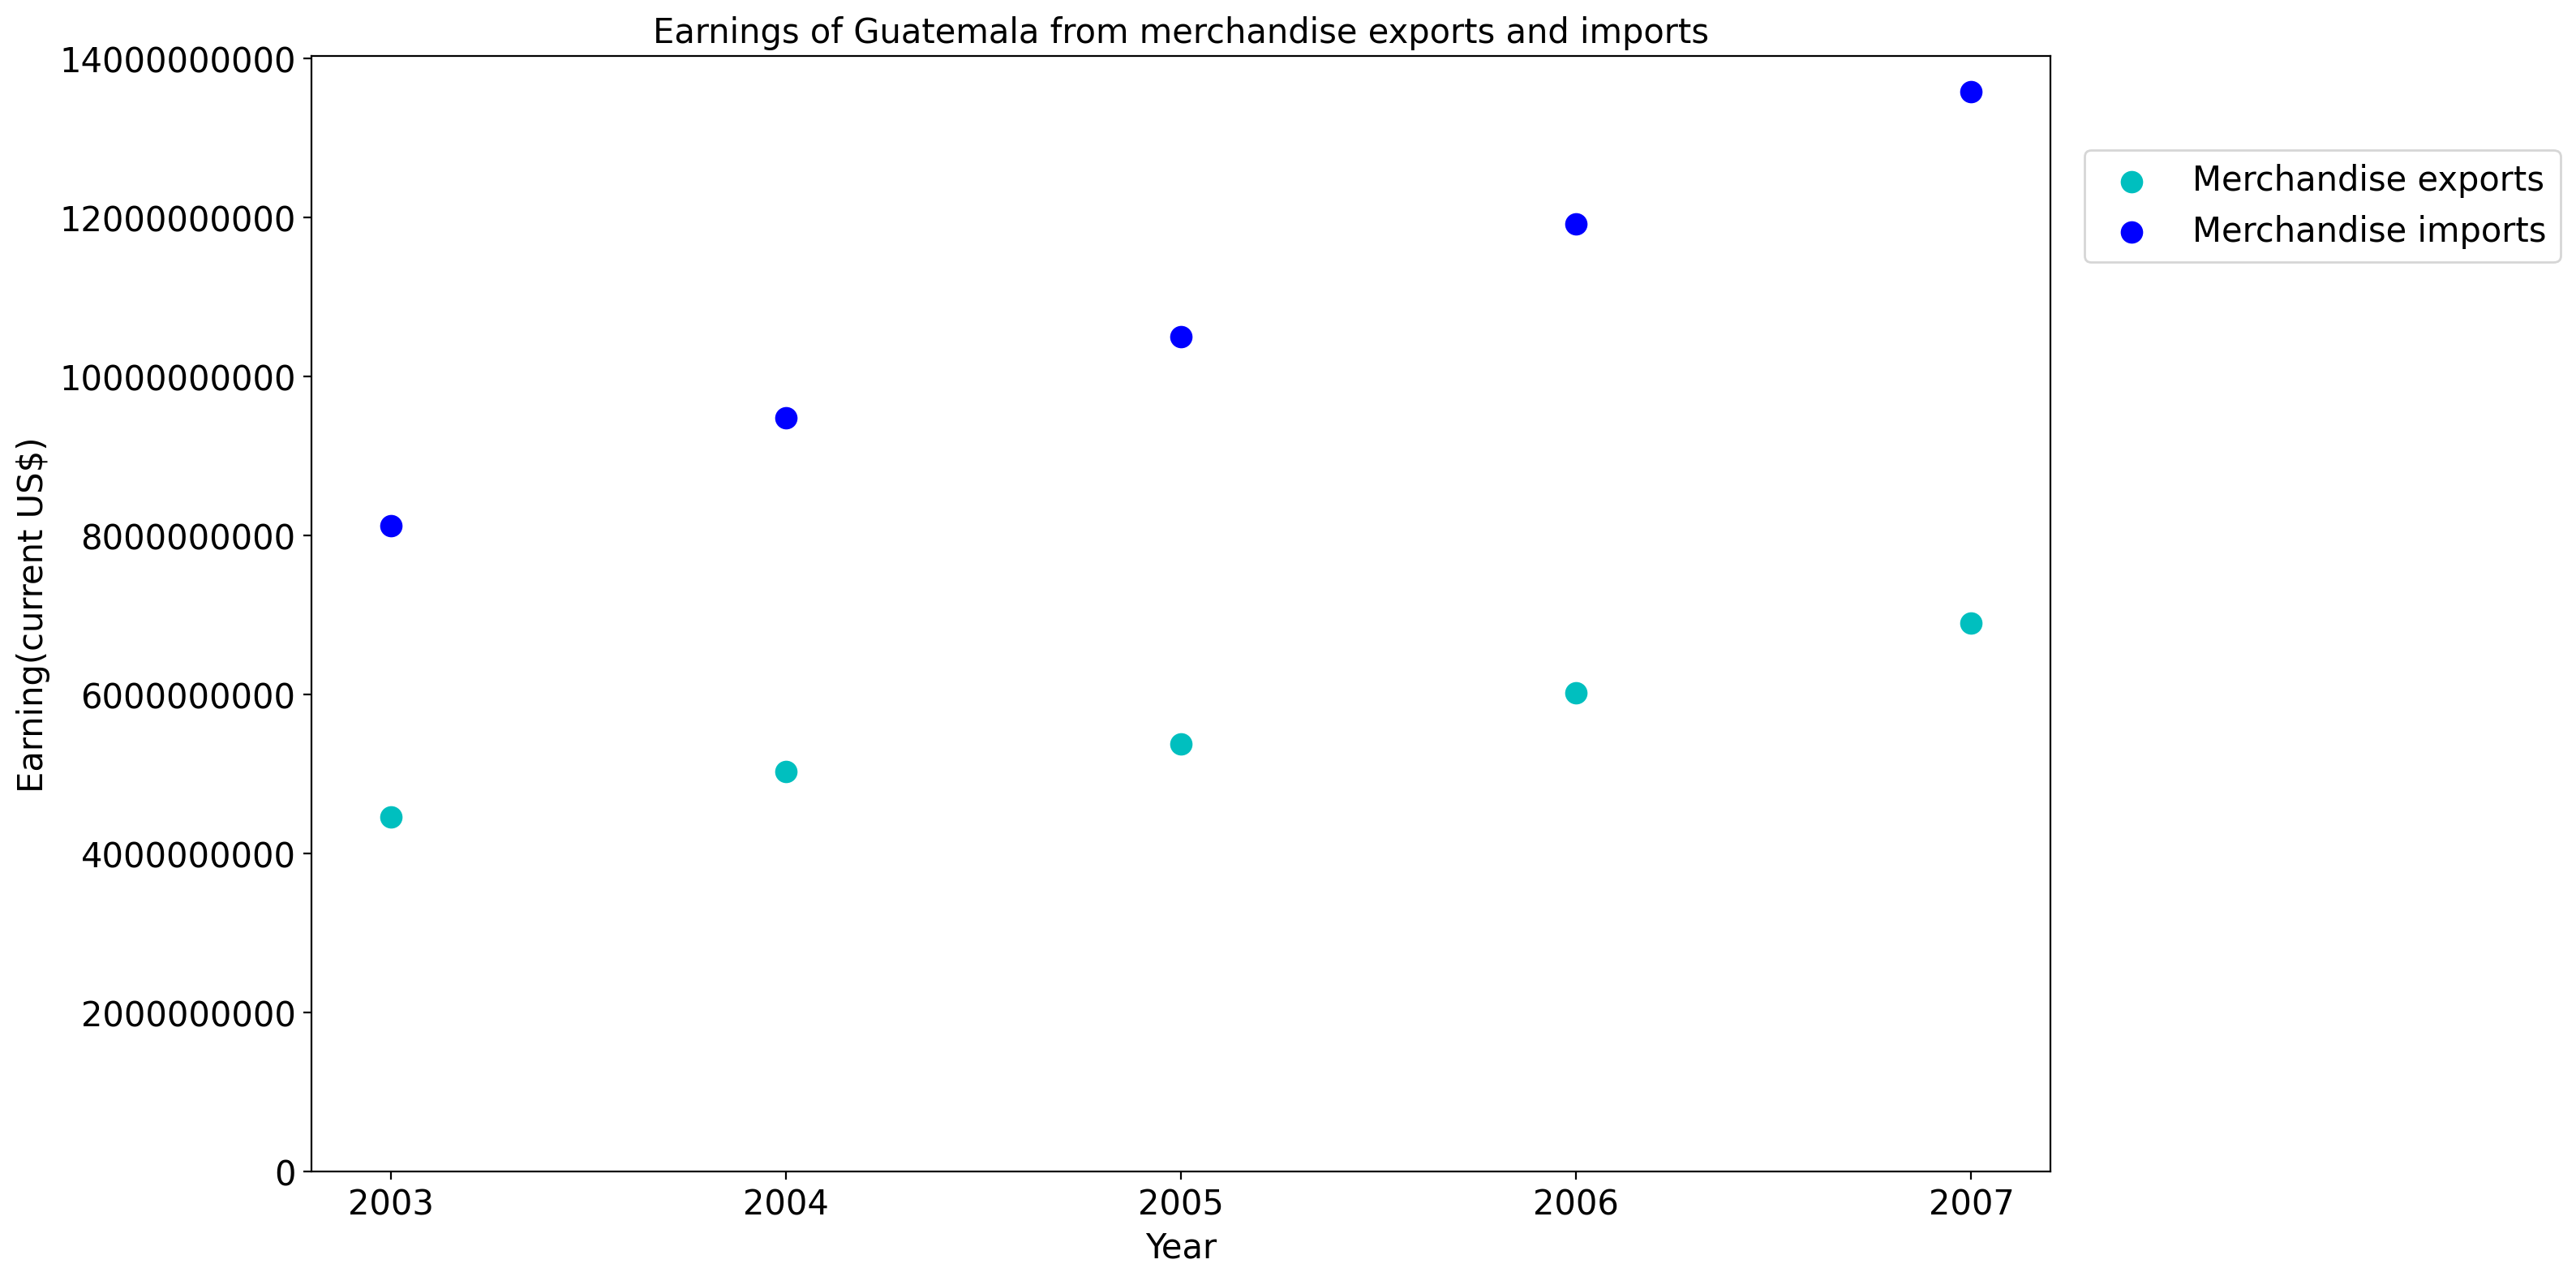 Earnings of Guatemala from merchandise exports and imports
14000000000
12000000000
10000000000
8000000000
6000000000
4000000000
2000000000
0
Earning(current US$)
2003 2004 2005 2006 2007
Year
Merchandise exports
Merchandise imports